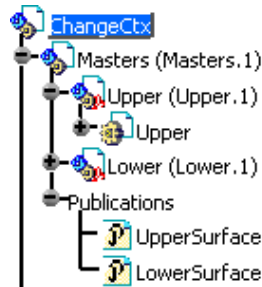 ChangeCtx
Masters (Masters.1)
Upper (Upper.1)
Upper
Lower (Lower.1)
Publications
UpperSurface
LowerSurface